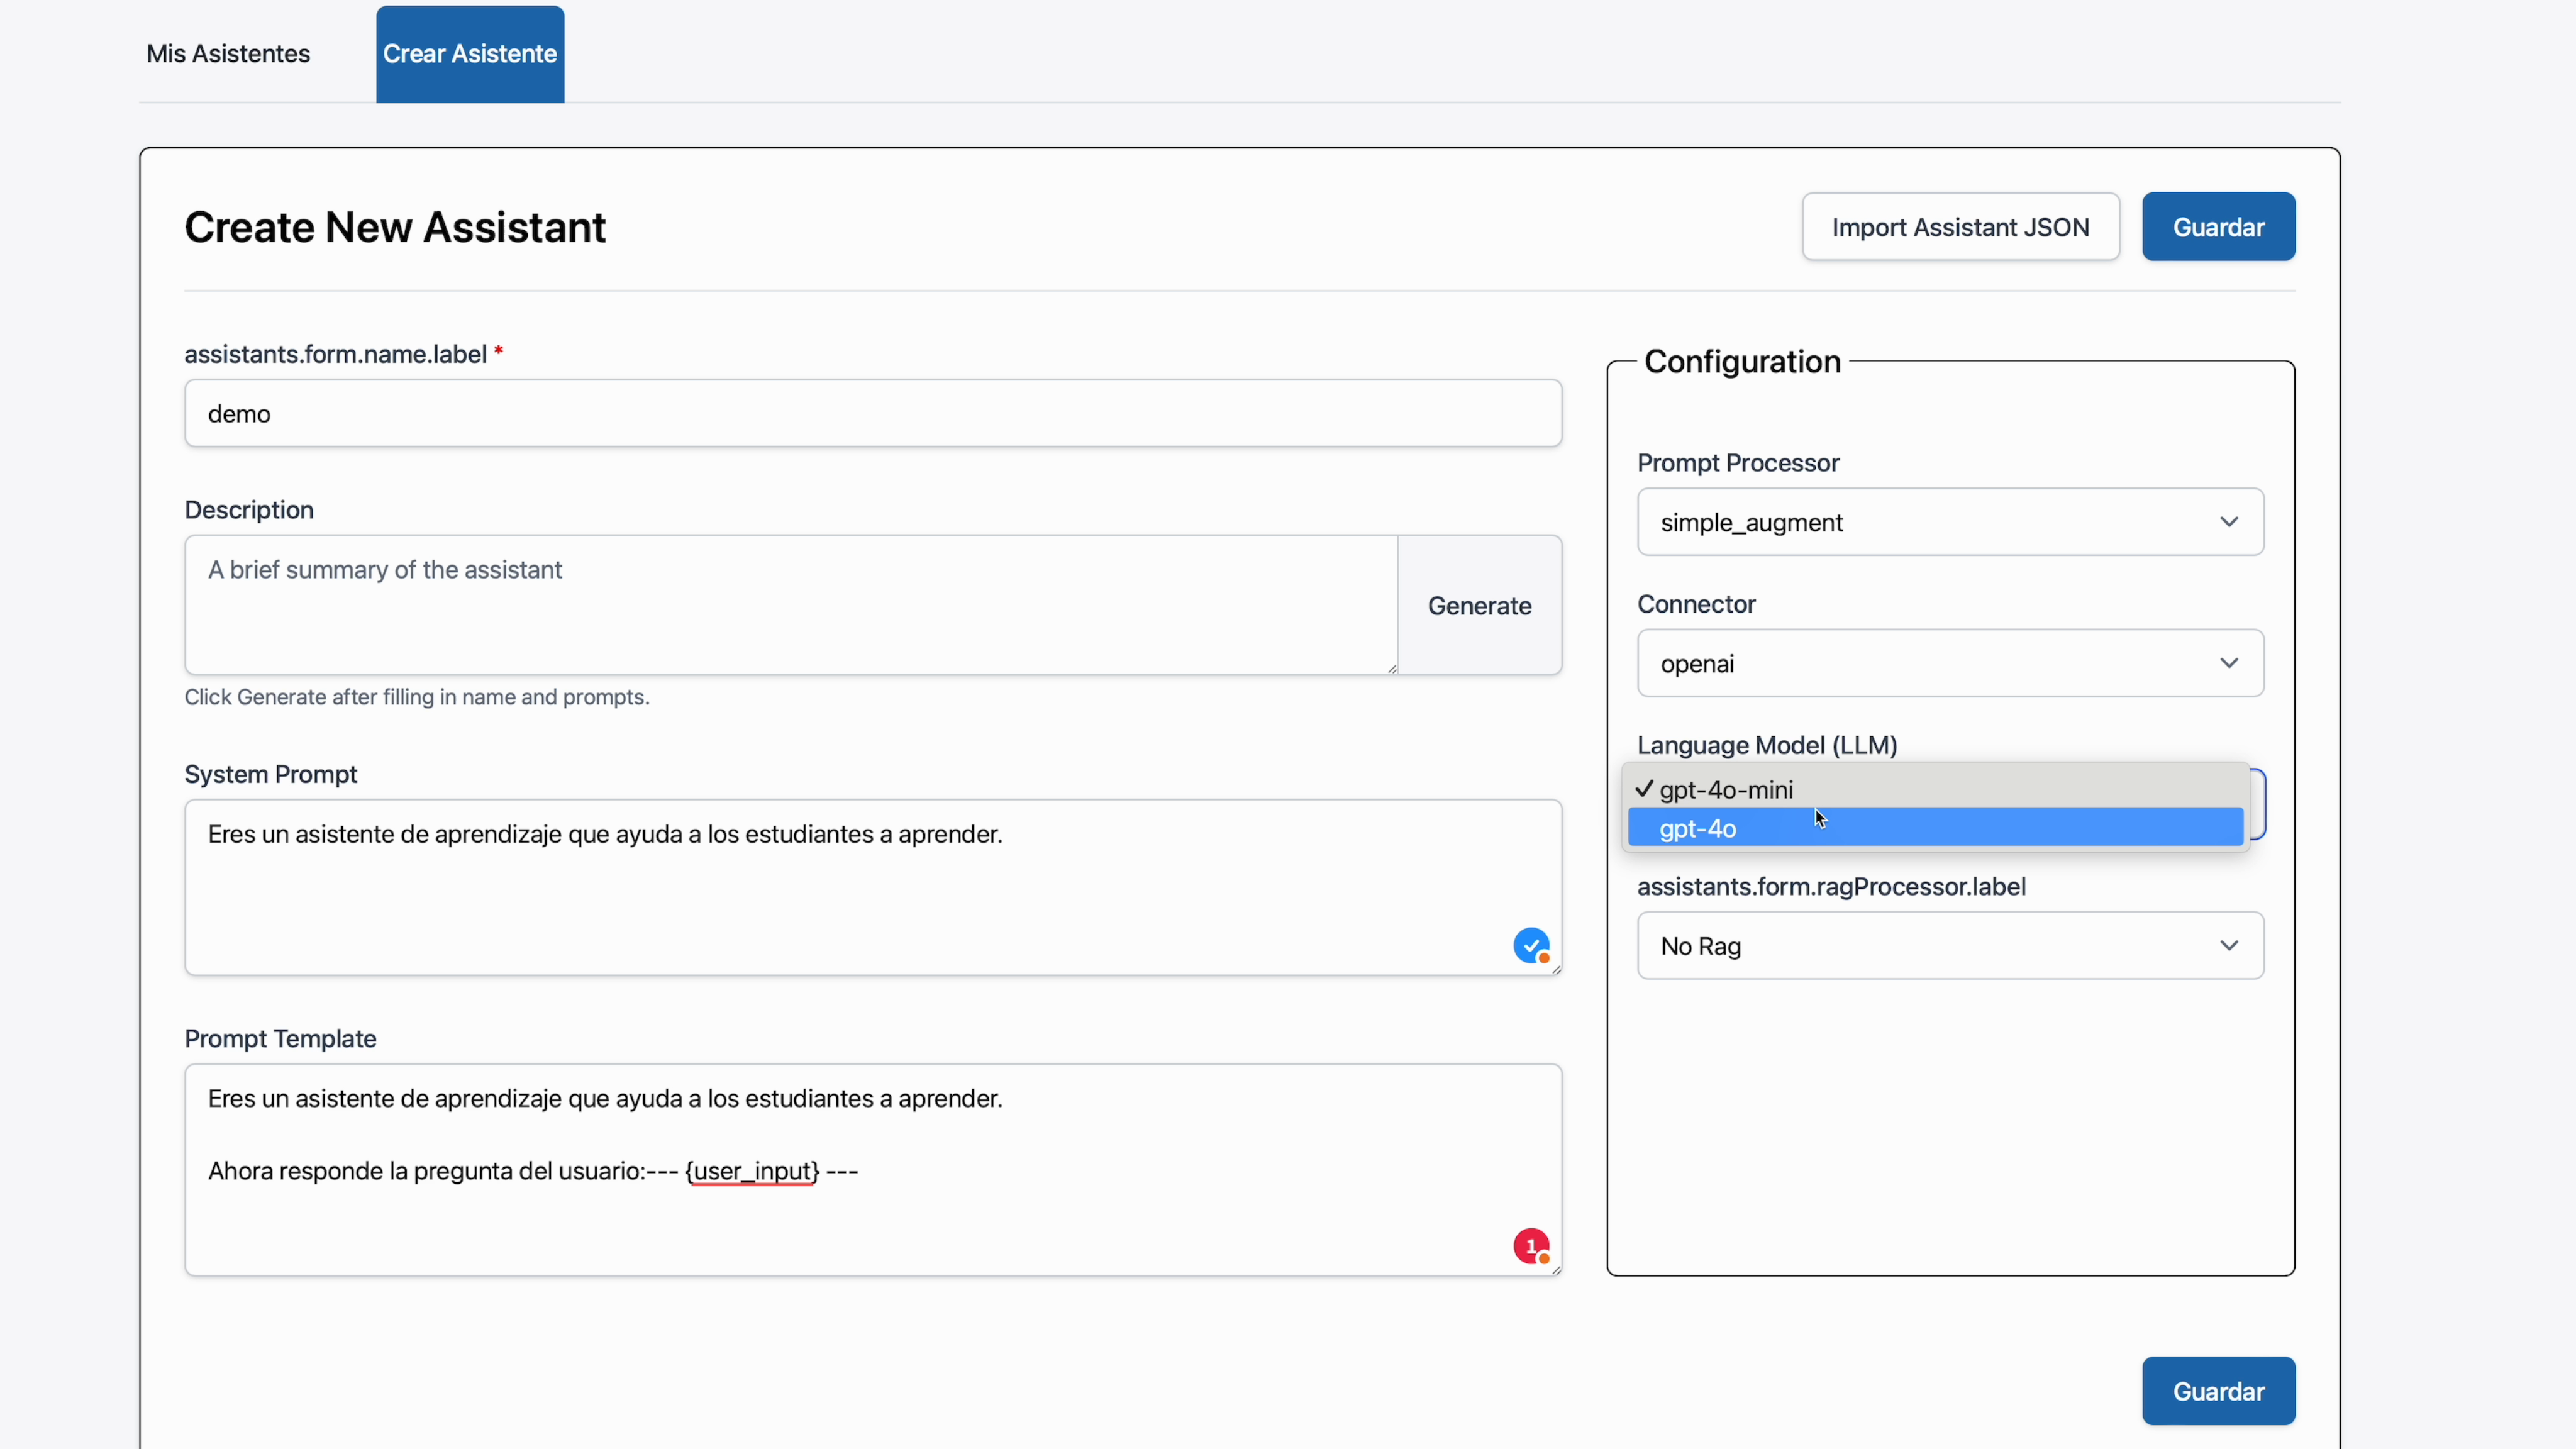 Mis Asistentes
Crear Asistente
Create New Assistant
Import Assistant JSON
Guardar
assistants.form.name.label *
demo
Description
A brief summary of the assistant
Generate
Click Generate after filling in name and prompts.
System Prompt
Eres un asistente de aprendizaje que ayuda a los estudiantes a aprender.
Prompt Template
Eres un asistente de aprendizaje que ayuda a los estudiantes a aprender.
Ahora responde la pregunta del usuario:--- {user_input} ---
1
Configuration
Prompt Processor
simple_augment
Connector
openai
Language Model (LLM)
✓ gpt-4o-mini
gpt-4o
assistants.form.ragProcessor.label
No Rag
Guardar